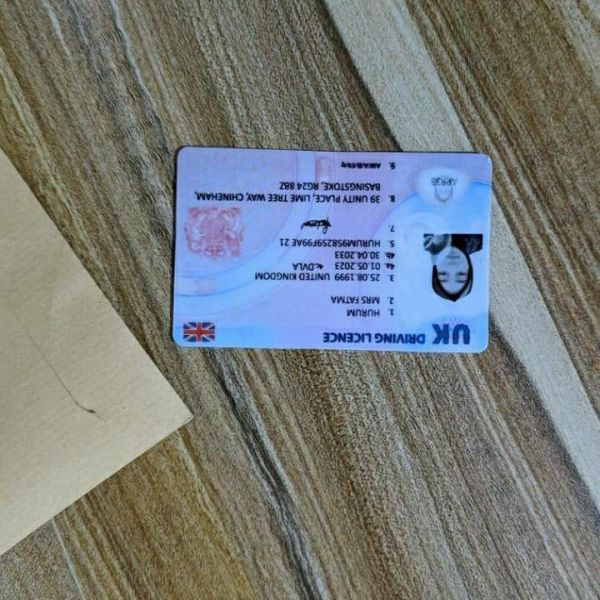 UK DRIVING LICENCE
1. HURUM
2. MRS FATMA
3. 25.08.1999 UNITED KINGDOM
4a. 01.05.2023 4c. DVLA
4b. 30.04.2033
5. HURUM958259F99AE 21
7.
8. 39 UNITY PLACE, LIME TREE WAY, CHINEHAM,
BASINGSTOKE, RG24 8BZ
9.